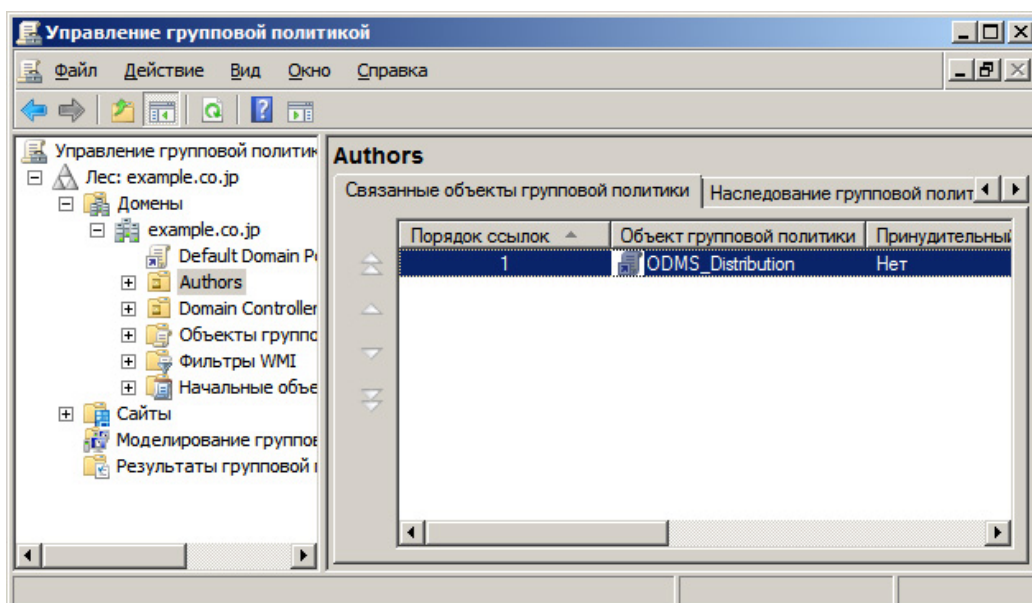 Управление групповой политикой
Файл Действие Вид Окно Справка
Управление групповой политик
Лес: example.co.jp
Домены
example.co.jp
Default Domain P
Authors
Domain Controller
Объекты группо
Фильтры WMI
Начальные объе
Сайты
Моделирование группов
Результаты групповой
Authors
Связанные объекты групповой политики Наследование групповой полит
Порядок ссылок Объект групповой политики Принудительный
1 ODMS_Distribution Нет